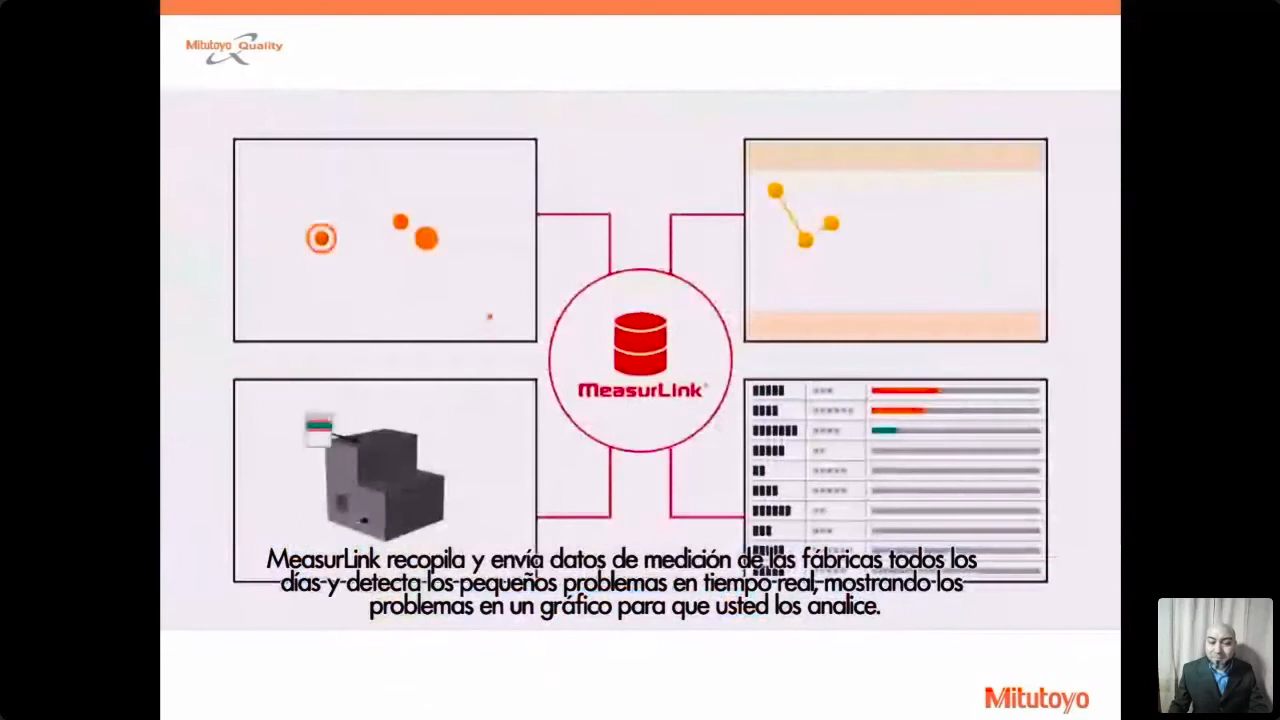 Mitutoyo Quality
MeasurLink
MeasurLink recopila y envía datos de medición de las fábricas todos los
días y detecta los pequeños problemas en tiempo real, mostrando los
problemas en un gráfico para que usted los analice.
Mitutoyo